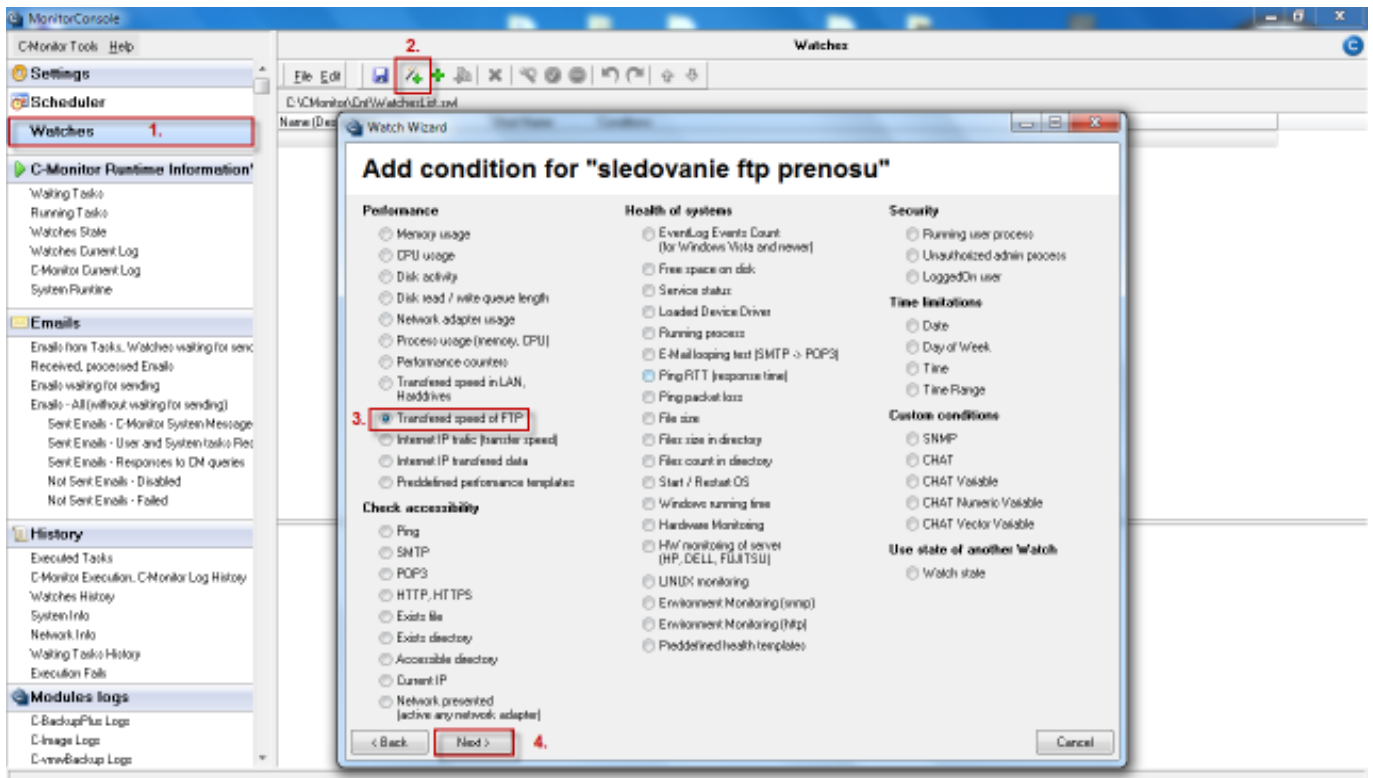 MonitorConsole
C-Monitor Tools Help
2.
Watches
Settings
File Edit
Scheduler
C:\CMonitor\Cnf\WatchesList.xwl
Watches 1.
Name (Des
Watch Wizard
Add condition for "sledovanie ftp prenosu"
C-Monitor Runtime Information'
Waiting Tasks
Running Tasks
Watches State
Watches Current Log
C-Monitor Current Log
System Runtime
Emails
Emails from Tasks, Watches waiting for send
Received, processed Emails
Emails waiting for sending
Emails - All (without waiting for sending)
Sent Emails - C-Monitor System Message
Sent Emails - User and System tasks Rec
Sent Emails - Responses to CM queries
Not Sent Emails - Disabled
Not Sent Emails - Failed
History
Executed Tasks
C-Monitor Execution, C-Monitor Log History
Watches History
System Info
Network Info
Waiting Tasks History
Execution Fails
Modules logs
C-BackupPlus Logs
C-Image Logs
C-vmwBackup Logs
Performance
Memory usage
CPU usage
Disk activity
Disk read / write queue length
Network adapter usage
Process usage (memory, CPU)
Performance counters
Transfered speed in LAN,
Harddrives
3. Transfered speed of FTP
Internet IP trafic (transfer speed)
Internet IP transfered data
Preddefined performance templates
Check accessibility
Ping
SMTP
POP3
HTTP, HTTPS
Exists file
Exists directory
Accessible directory
Current IP
Network presented
(active any network adapter)
Health of systems
EventLog Events Count
(for Windows Vista and newer)
Free space on disk
Service status
Loaded Device Driver
Running process
E-Mail looping test (SMTP -> POP3)
Ping RTT (response time)
Ping packet loss
File size
Files size in directory
Files count in directory
Start / Restart OS
Windows running time
Hardware Monitoring
HW monitoring of server
(HP, DELL, FUJITSU)
LINUX monitoring
Environment Monitoring (snmp)
Environment Monitoring (http)
Preddefined health templates
Security
Running user process
Unauthorized admin process
LoggedOn user
Time limitations
Date
Day of Week
Time
Time Range
Custom conditions
SNMP
CHAT
CHAT Variable
CHAT Numeric Variable
CHAT Vector Variable
Use state of another Watch
Watch state
< Back
Next > 4.
Cancel